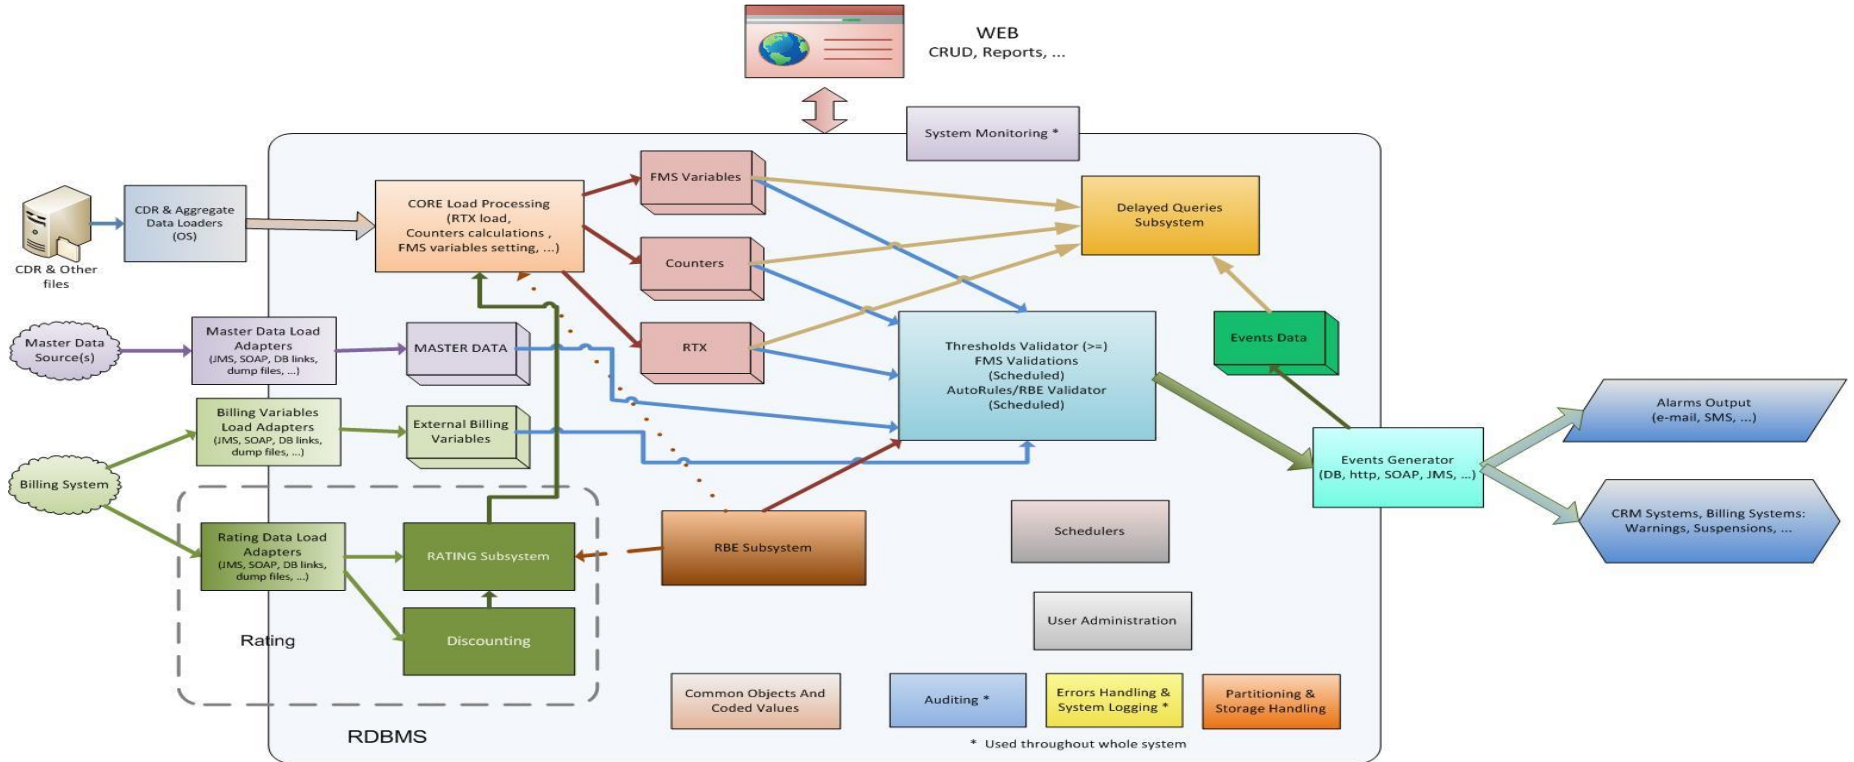 WEB
CRUD, Reports, ...
System Monitoring *
CDR & Other
files
CDR & Aggregate
Data Loaders
(OS)
CORE Load Processing
(RTX load,
Counters calculations ,
FMS variables setting, ...)
FMS Variables
Counters
RTX
Delayed Queries
Subsystem
Master Data
Source(s)
Master Data Load
Adapters
(JMS, SOAP, DB links,
dump files, ...)
MASTER DATA
Thresholds Validator (>=)
FMS Validations
(Scheduled)
AutoRules/RBE Validator
(Scheduled)
Events Data
Billing Variables
Load Adapters
(JMS, SOAP, DB links,
dump files, ...)
External Billing
Variables
Alarms Output
(e-mail, SMS, ...)
Events Generator
(DB, http, SOAP, JMS, ...)
Billing System
CRM Systems, Billing Systems:
Warnings, Suspensions, ...
Rating Data Load
Adapters
(JMS, SOAP, DB links,
dump files, ...)
RATING Subsystem
RBE Subsystem
Schedulers
Discounting
Rating
User Administration
Common Objects And
Coded Values
Auditing *
Errors Handling &
System Logging *
Partitioning &
Storage Handling
RDBMS
* Used throughout whole system